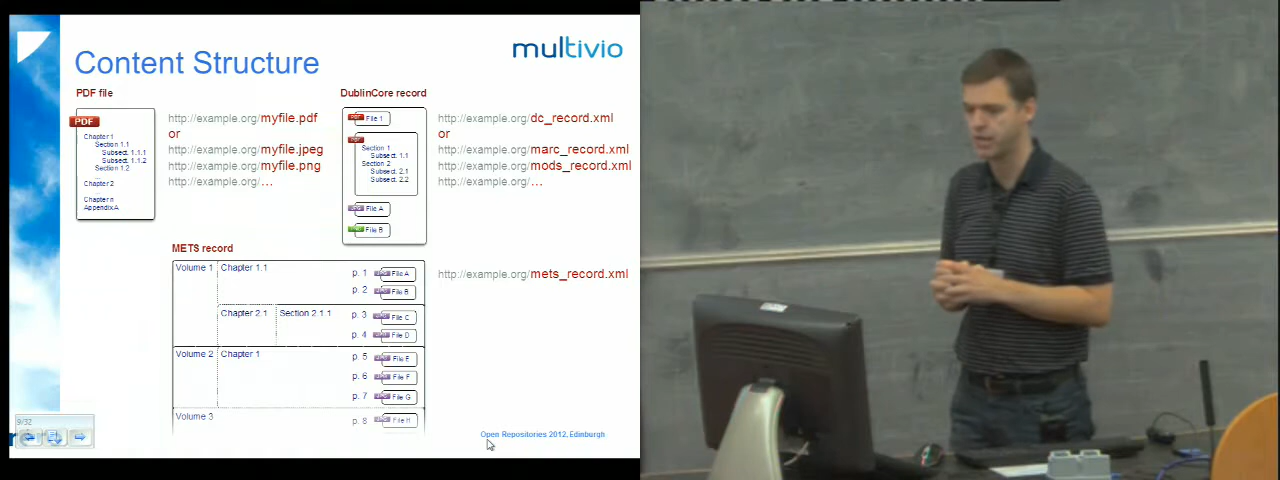 multivio
Content Structure
PDF file
PDF
Chapter 1
Section 1.1
Subsect. 1.1.1
Subsect. 1.1.2
Section 1.2
Chapter 2
Chapter n
Appendix A
http://example.org/myfile.pdf
or
http://example.org/myfile.jpeg
http://example.org/myfile.png
http://example.org/...
DublinCore record
PDF File 1
PDF
Section 1
Subsect. 1.1
Section 2
Subsect. 2.1
Subsect. 2.2
File A
File B
http://example.org/dc_record.xml
or
http://example.org/marc_record.xml
http://example.org/mods_record.xml
http://example.org/...
METS record
Volume 1 Chapter 1.1 p. 1 File A
p. 2 File B
Chapter 2.1 Section 2.1.1 p. 3 File C
p. 4 File D
Volume 2 Chapter 1 p. 5 File E
p. 6 File F
p. 7 File G
Volume 3 p. 8 File H
http://example.org/mets_record.xml
9/32
Open Repositories 2012, Edinburgh